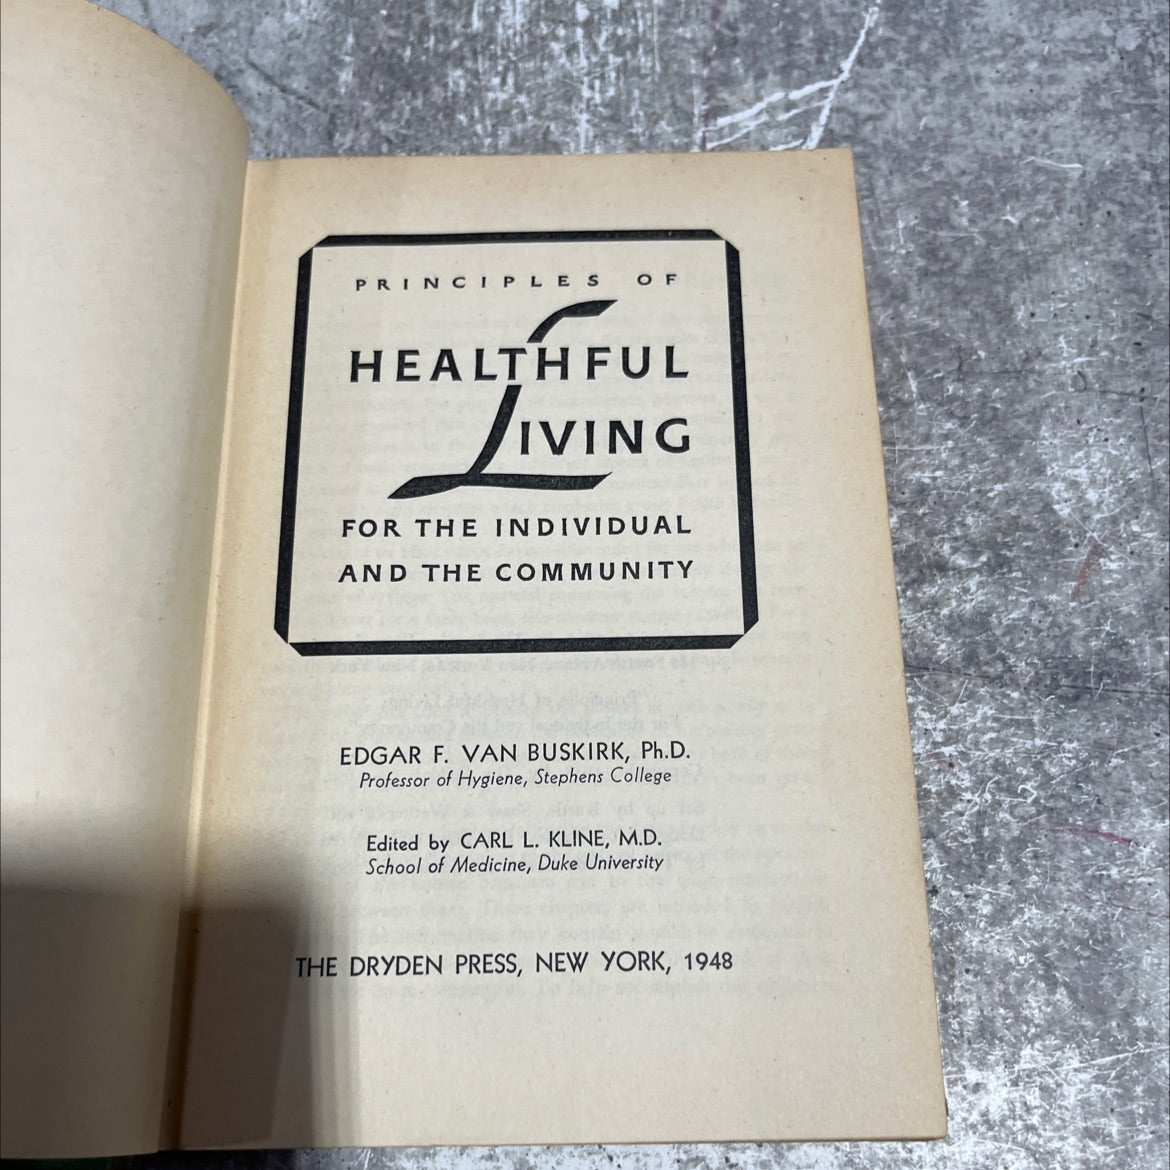 PRINCIPLES OF
HEALTHFUL
LIVING
FOR THE INDIVIDUAL
AND THE COMMUNITY
EDGAR F. VAN BUSKIRK, Ph.D.
Professor of Hygiene, Stephens College
Edited by CARL L. KLINE, M.D.
School of Medicine, Duke University
THE DRYDEN PRESS, NEW YORK, 1948